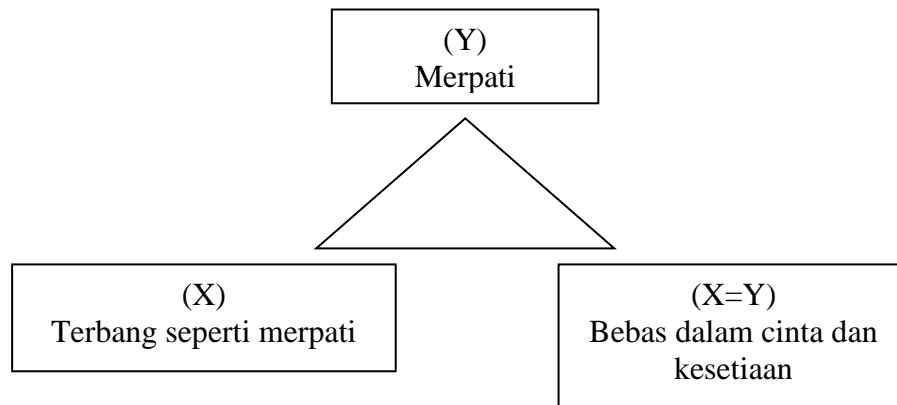 (Y)
Merpati
(X)
Terbang seperti merpati
(X=Y)
Bebas dalam cinta dan
kesetiaan